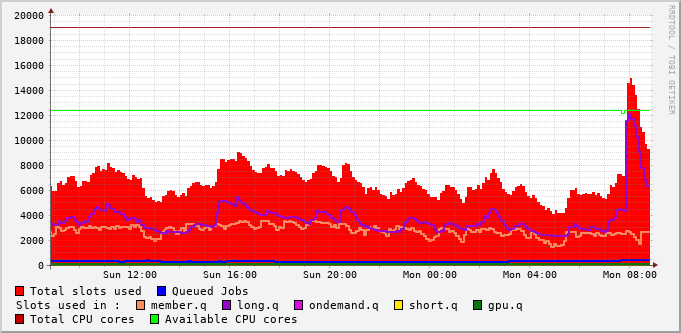 20000
18000
16000
14000
12000
10000
8000
6000
4000
2000
0
Sun 12:00 Sun 16:00 Sun 20:00 Mon 00:00 Mon 04:00 Mon 08:00
RRDTOOL / TOBI OETIKER
Total slots used Queued Jobs
Slots used in : member.q long.q ondemand.q short.q gpu.q
Total CPU cores Available CPU cores